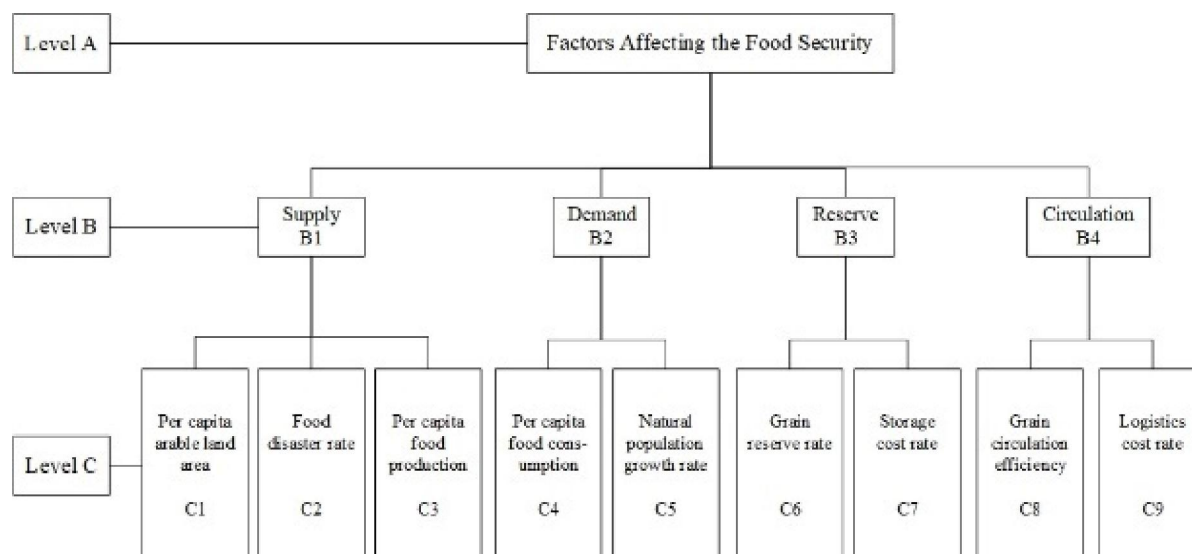 Level A
Factors Affecting the Food Security
Level B
Supply
B1
Demand
B2
Reserve
B3
Circulation
B4
Level C
Per capita
arable land
area
C1
Food
disaster rate
C2
Per capita
food
production
C3
Per capita
food cons-
umption
C4
Natural
population
growth rate
C5
Grain
reserve rate
C6
Storage
cost rate
C7
Grain
circulation
efficiency
C8
Logistics
cost rate
C9